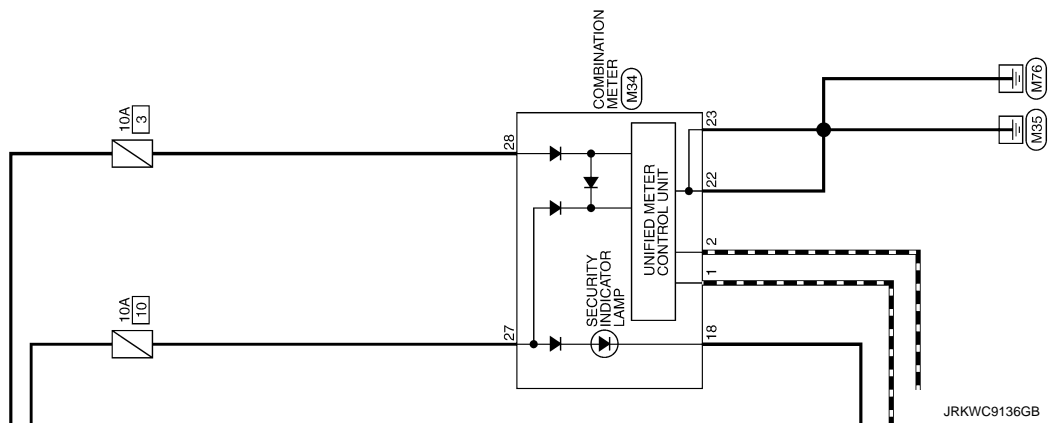 COMBINATION
METER
M34
10A
3
28
23
M76
M35
22
UNIFIED METER
CONTROL UNIT
2
1
SECURITY
INDICATOR
LAMP
10A
10
27
18
JRKWC9136GB